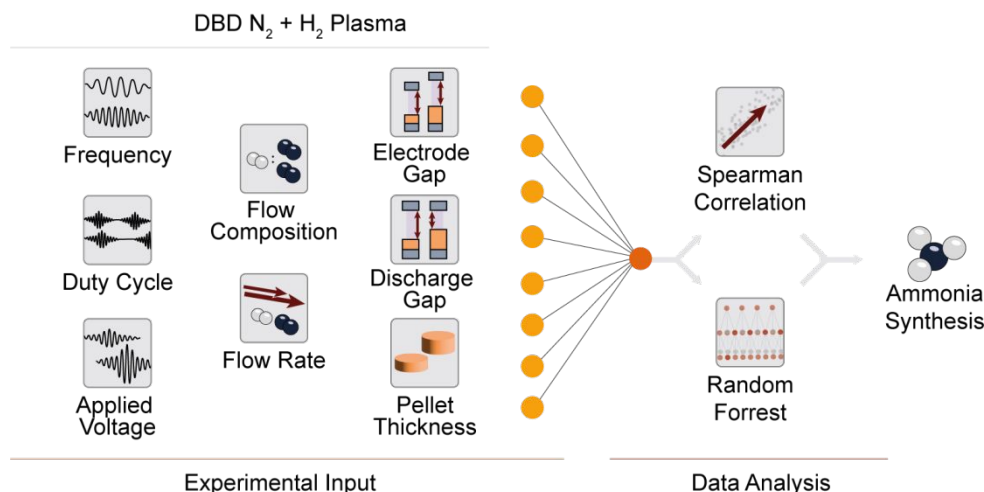 DBD N₂ + H₂ Plasma
Frequency
Duty Cycle
Applied
Voltage
:
Flow
Composition
Flow Rate
Electrode
Gap
Discharge
Gap
Pellet
Thickness
Spearman
Correlation
Random
Forrest
Ammonia
Synthesis
Experimental Input
Data Analysis